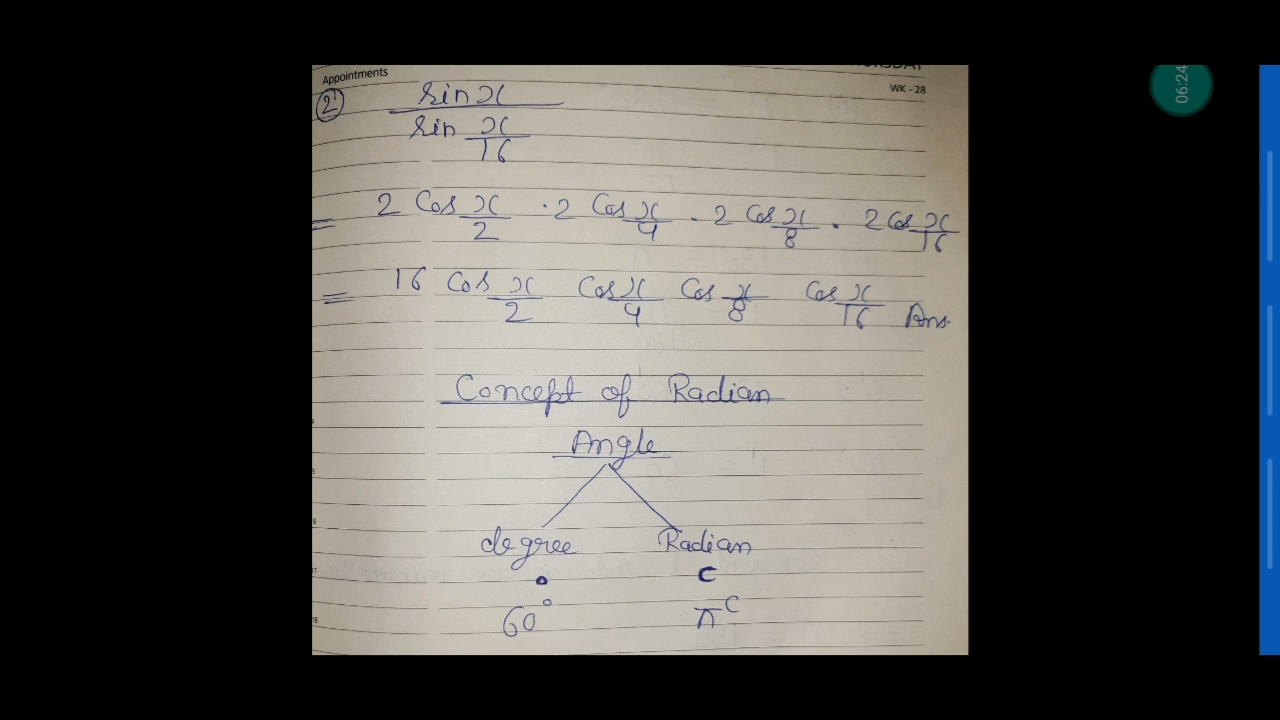 Appointments
WK - 28
2
sin x / sin x/16
= 2 Cos x/2 · 2 Cos x/4 · 2 Cos x/8 · 2 Cos x/16
= 16 Cos x/2 Cos x/4 Cos x/8 Cos x/16 Ans.
Concept of Radian
Angle
degree Radian
° c
60° π^c
06:24